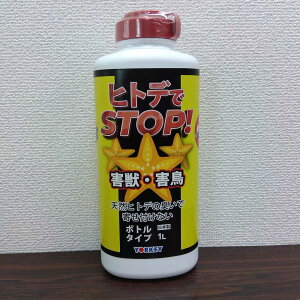 ヒトデで
STOP!
害獣・害鳥
天然ヒトデの臭いで
寄せ付けない
ボトル
タイプ 1L
TORKEY